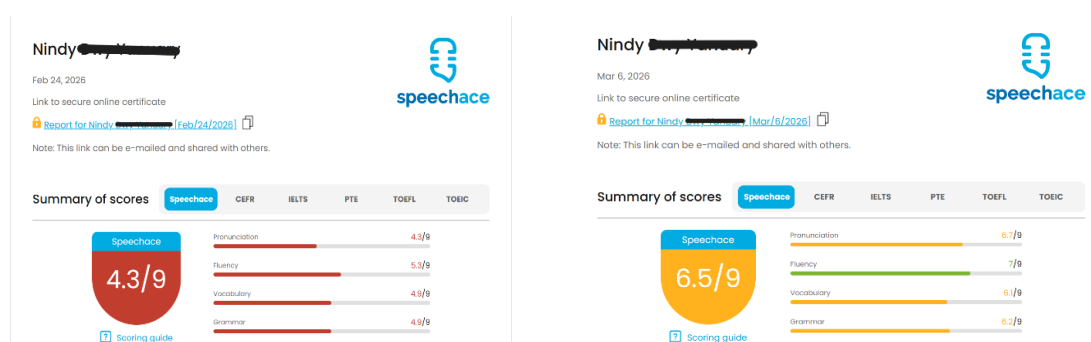 Nindy
Feb 24, 2026
Link to secure online certificate
Report for Nindy [Feb/24/2026]
Note: This link can be e-mailed and shared with others.
speechace
Summary of scores Speechace CEFR IELTS PTE TOEFL TOEIC
Speechace
4.3/9
? Scoring guide
Pronunciation 4.3/9
Fluency 5.3/9
Vocabulary 4.9/9
Grammar 4.9/9
Nindy
Mar 6, 2026
Link to secure online certificate
Report for Nindy [Mar/6/2026]
Note: This link can be e-mailed and shared with others.
speechace
Summary of scores Speechace CEFR IELTS PTE TOEFL TOEIC
Speechace
6.5/9
? Scoring guide
Pronunciation 6.7/9
Fluency 7/9
Vocabulary 6.1/9
Grammar 6.2/9